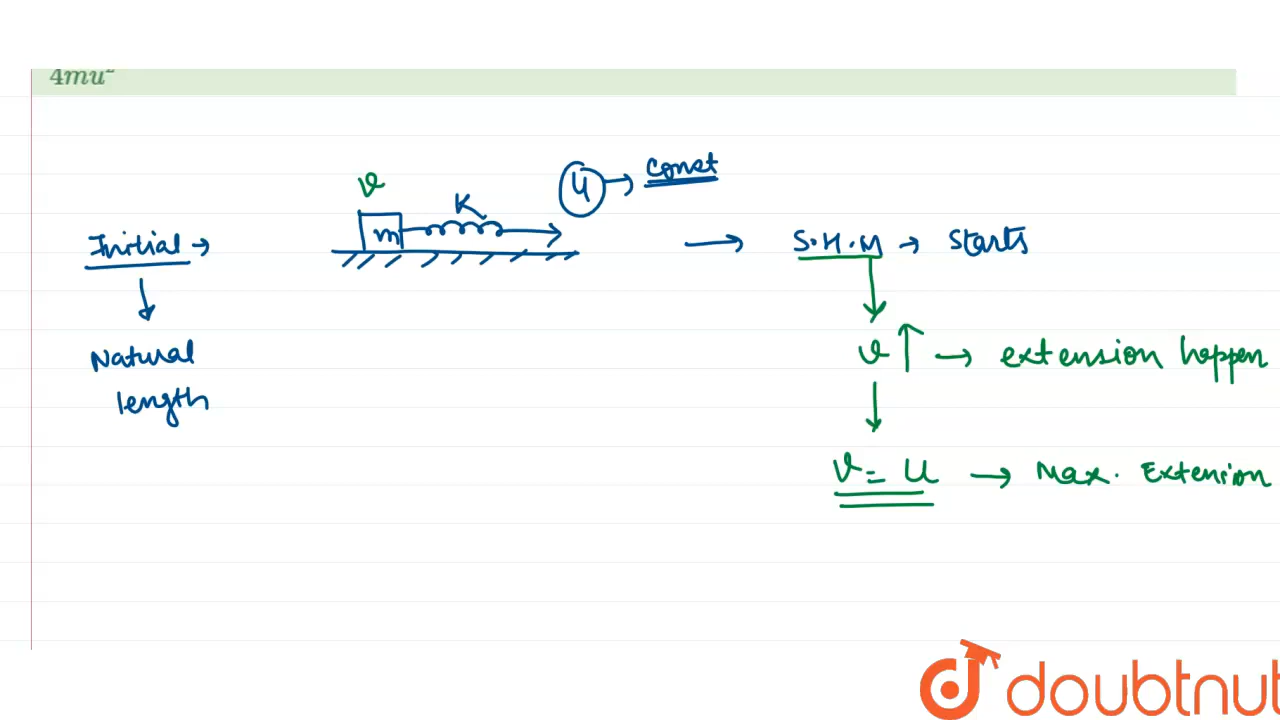 4mu²
v
K
u → const
m
Initial →
→ S.H.M → Starts
Natural
length
v ↑ → extension happen
v = u → Max. Extension
doubtnut